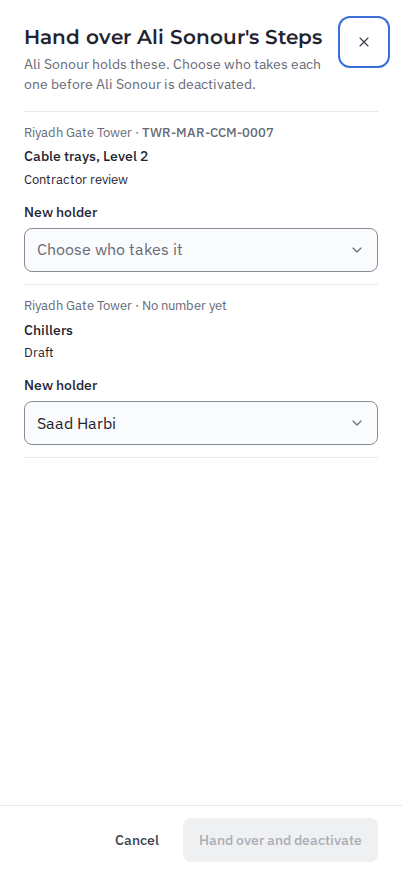 Hand over Ali Sonour's Steps
Ali Sonour holds these. Choose who takes each
one before Ali Sonour is deactivated.
Riyadh Gate Tower · TWR-MAR-CCM-0007
Cable trays, Level 2
Contractor review
New holder
Choose who takes it
Riyadh Gate Tower · No number yet
Chillers
Draft
New holder
Saad Harbi
Cancel
Hand over and deactivate